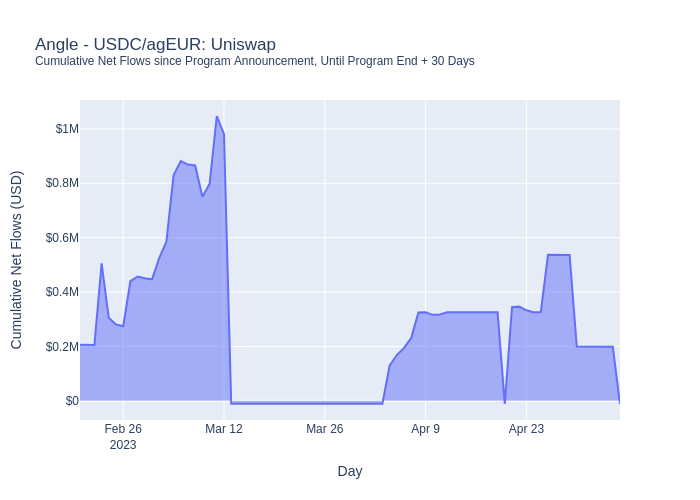 Angle - USDC/agEUR: Uniswap
Cumulative Net Flows since Program Announcement, Until Program End + 30 Days
Cumulative Net Flows (USD)
$1M
$0.8M
$0.6M
$0.4M
$0.2M
$0
Feb 26
2023
Mar 12
Mar 26
Apr 9
Apr 23
Day